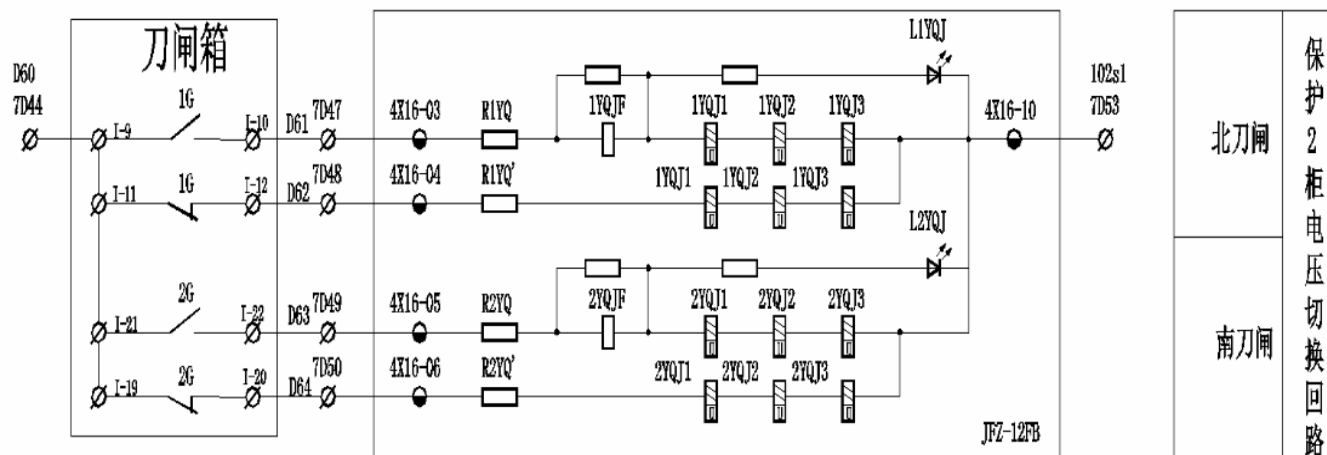 刀闸箱
D60
7D44
I-9
1G
I-10
D61
7D47
4X16-03
R1YQ
1YQJF
1YQJ1
1YQJ2
1YQJ3
L1YQJ
4X16-10
102s1
7D53
I-11
1G
I-12
D62
7D48
4X16-04
R1YQ'
1YQJ1
1YQJ2
1YQJ3
I-21
2G
I-22
D63
7D49
4X16-05
R2YQ
2YQJF
2YQJ1
2YQJ2
2YQJ3
L2YQJ
I-19
2G
I-20
D64
7D50
4X16-06
R2YQ'
2YQJ1
2YQJ2
2YQJ3
JFZ-12FB
北刀闸
南刀闸
保护2柜电压切换回路